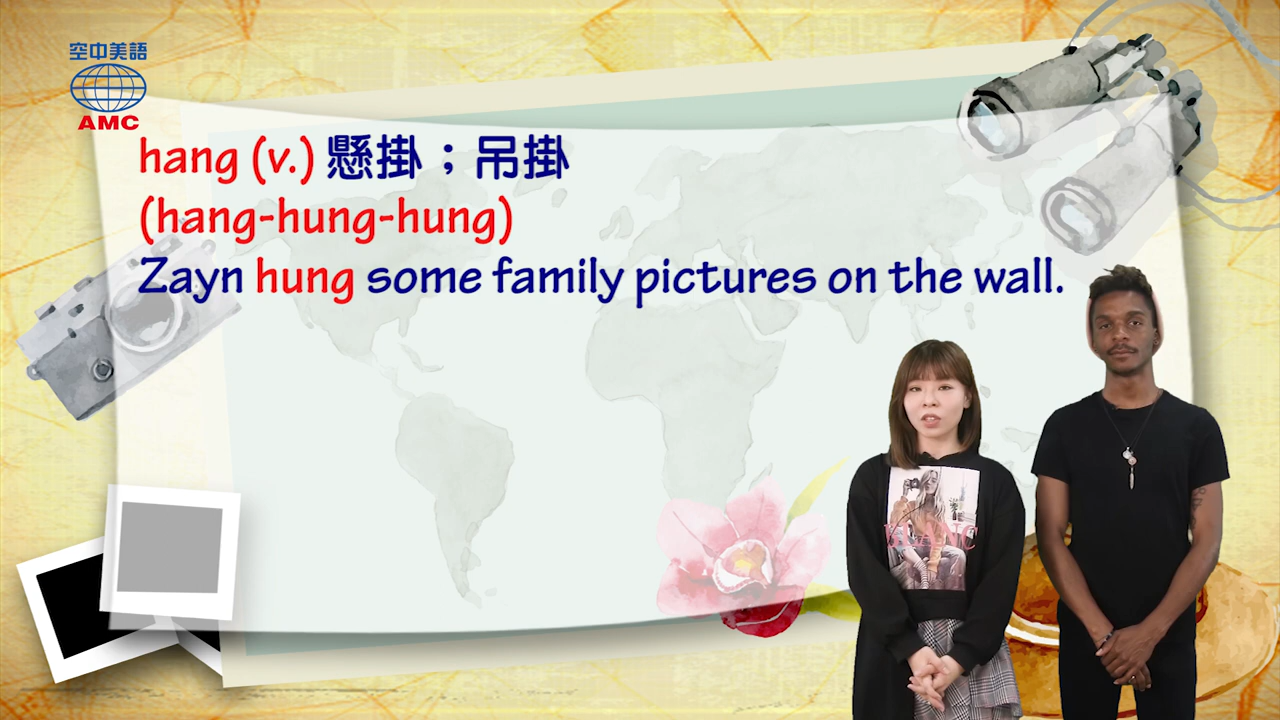 空中美語
AMC
hang (v.) 懸掛；吊掛
(hang-hung-hung)
Zayn hung some family pictures on the wall.